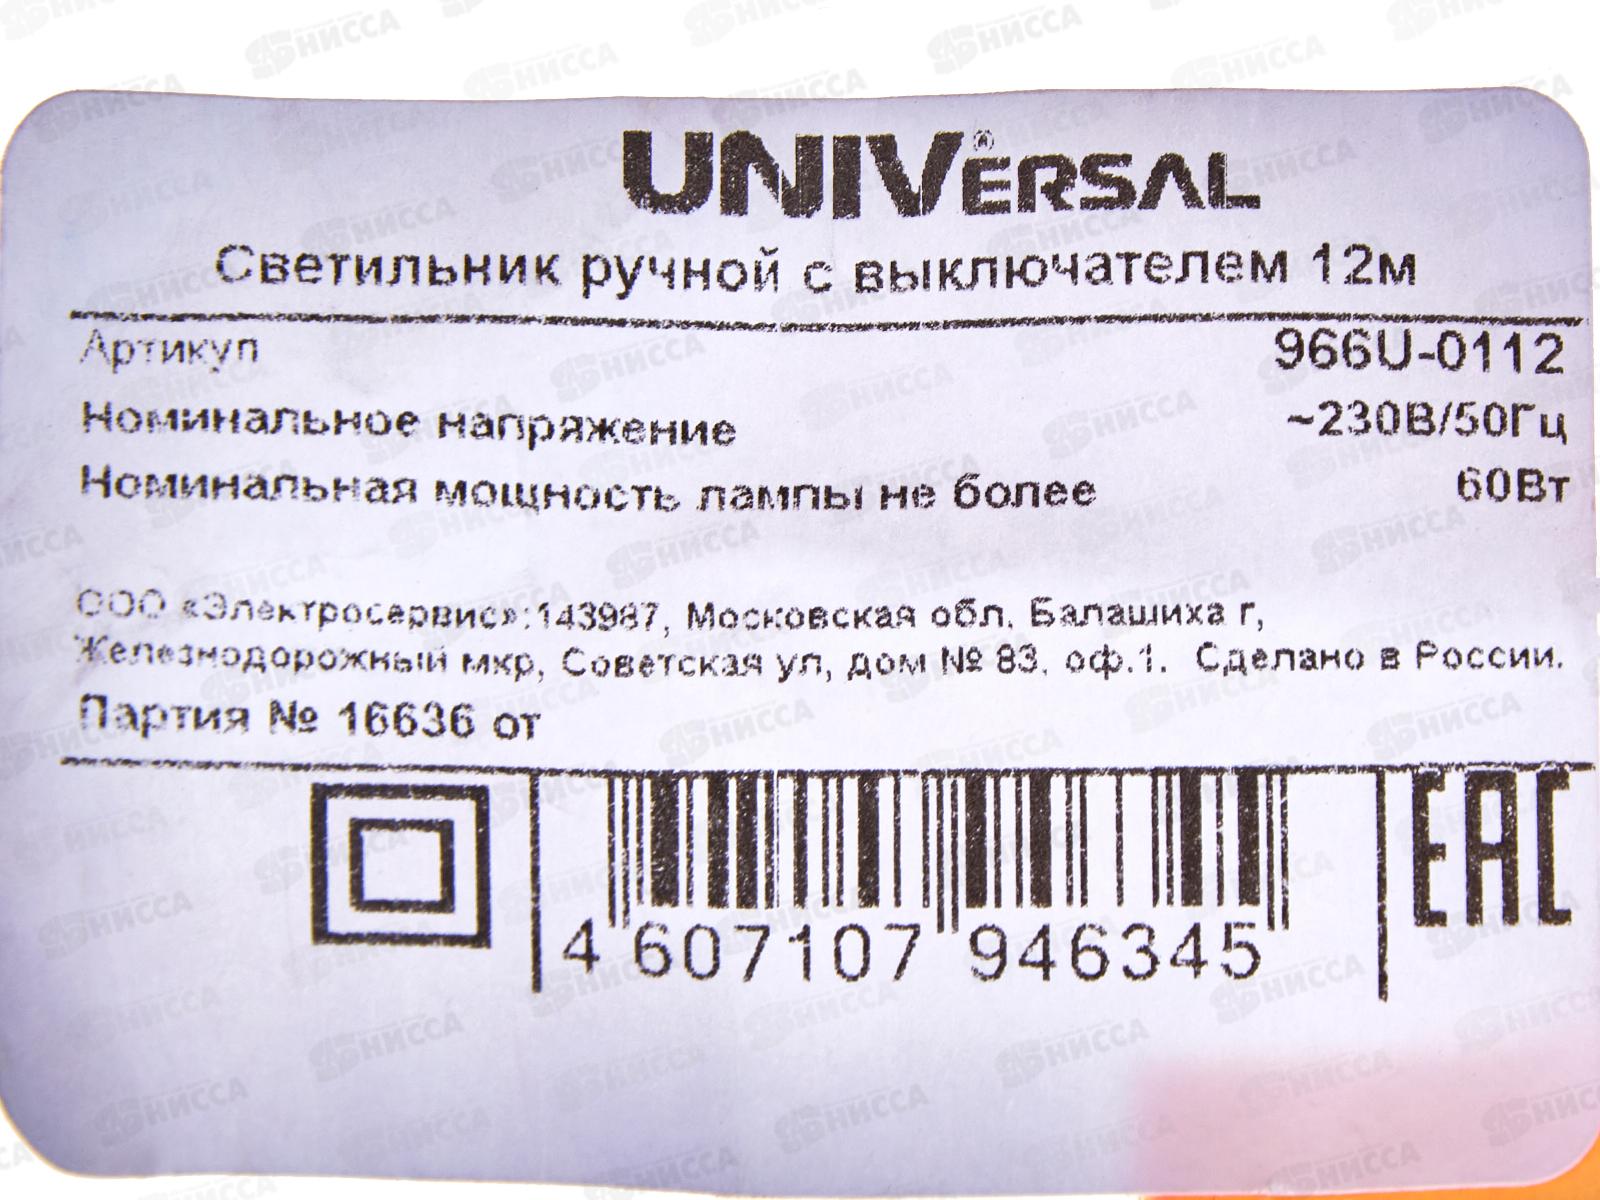 UNIVERSAL®
Светильник ручной с выключателем 12м
Артикул 966U-0112
Номинальное напряжение ~230В/50Гц
Номинальная мощность лампы не более 60Вт
ООО «Электросервис»:143987, Московская обл. Балашиха г,
Железнодорожный мкр, Советская ул, дом № 83, оф.1. Сделано в России.
Партия № 16636 от
4 607107 946345
EAC
НИССА